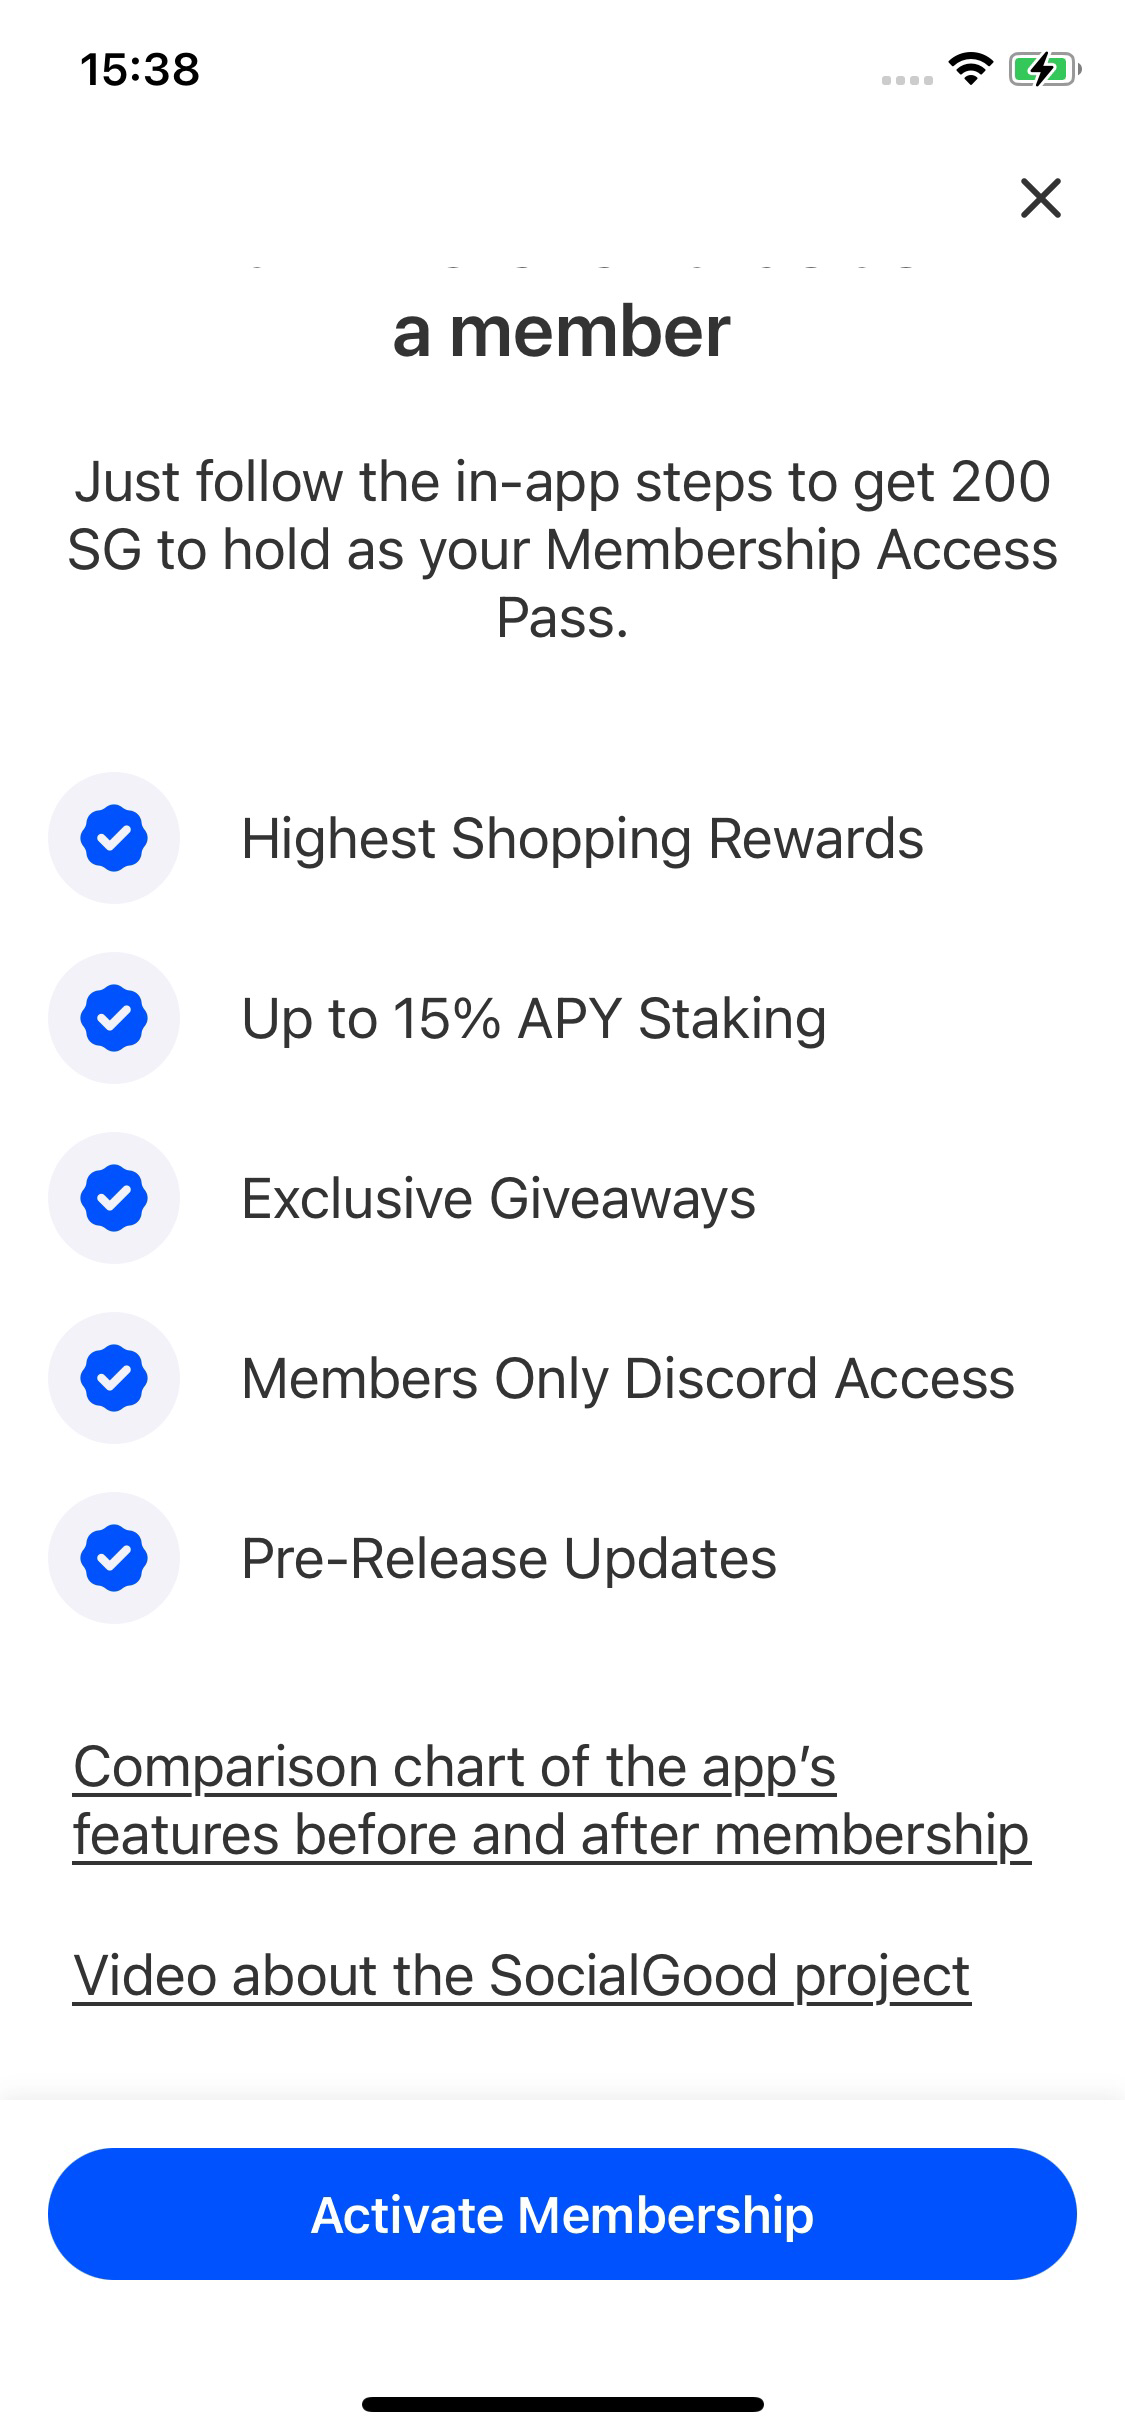 15:38
a member
Just follow the in-app steps to get 200
SG to hold as your Membership Access
Pass.
Highest Shopping Rewards
Up to 15% APY Staking
Exclusive Giveaways
Members Only Discord Access
Pre-Release Updates
Comparison chart of the app’s
features before and after membership
Video about the SocialGood project
Activate Membership